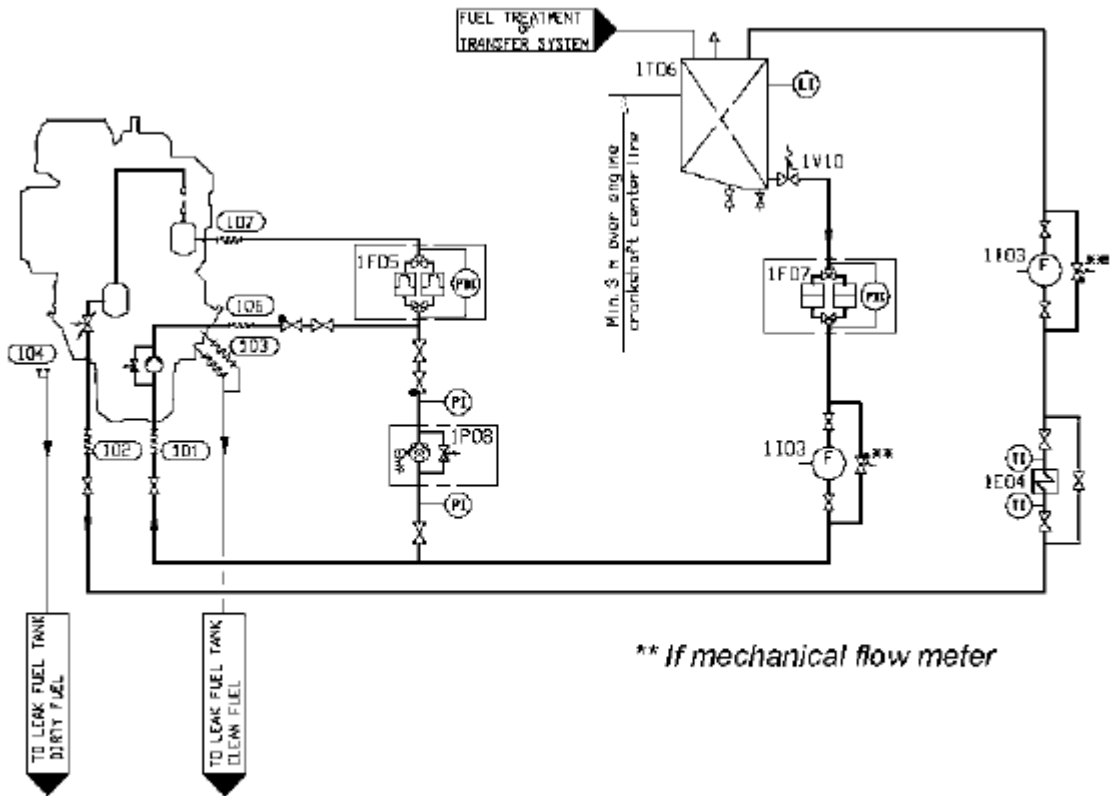 FUEL TREATMENT
OR
TRANSFER SYSTEM
1T06
LI
Min. 3 m over engine
crankshaft center line
1V10
107
1F05
PDI
1F07
PDI
1I03
F
**
106
103
104
PI
1P08
102
101
PI
1I03
F
**
TI
1E04
TI
** If mechanical flow meter
TO LEAK FUEL TANK
DIRTY FUEL
TO LEAK FUEL TANK
CLEAN FUEL